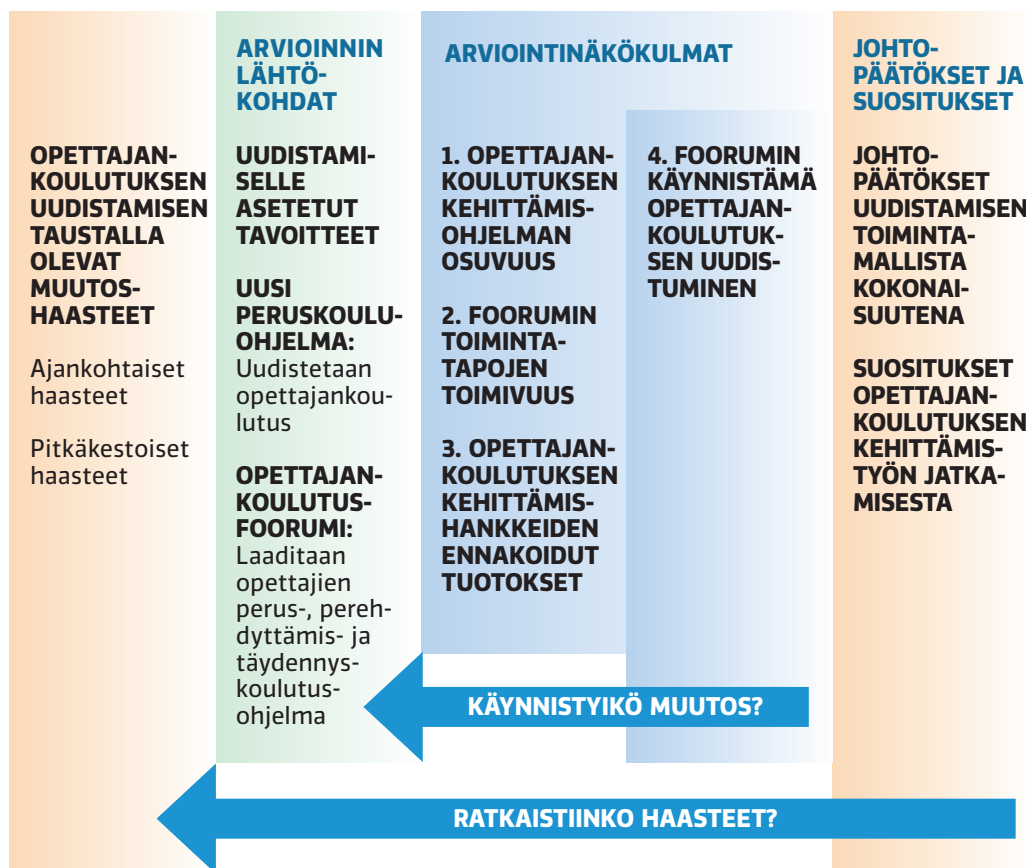 OPETTAJAN-
KOULUTUKSEN
UUDISTAMISEN
TAUSTALLA
OLEVAT
MUUTOS-
HAASTEET
Ajankohtaiset
haasteet
Pitkäkestoiset
haasteet
ARVIOINNIN
LÄHTÖ-
KOHDAT
UUDISTAMI-
SELLE
ASETETUT
TAVOITTEET
UUSI
PERUSKOULU-
OHJELMA:
Uudistetaan
opettajankou-
lutus
OPETTAJAN-
KOULUTUS-
FOORUMI:
Laaditaan
opettajien
perus-, pereh-
dyttämis- ja
täydennys-
koulutus-
ohjelma
ARVIOINTINÄKÖKULMAT
1. OPETTAJAN-
KOULUTUKSEN
KEHITTÄMIS-
OHJELMAN
OSUVUUS
2. FOORUMIN
TOIMINTA-
TAPOJEN
TOIMIVUUS
3. OPETTAJAN-
KOULUTUKSEN
KEHITTÄMIS-
HANKKEIDEN
ENNAKOIDUT
TUOTOKSET
4. FOORUMIN
KÄYNNISTÄMÄ
OPETTAJAN-
KOULUTUK-
SEN UUDIS-
TUMINEN
JOHTO-
PÄÄTÖKSET JA
SUOSITUKSET
JOHTO-
PÄÄTÖKSET
UUDISTAMISEN
TOIMINTA-
MALLISTA
KOKONAI-
SUUTENA
SUOSITUKSET
OPETTAJAN-
KOULUTUKSEN
KEHITTÄMIS-
TYÖN JATKA-
MISESTA
KÄYNNISTYIKÖ MUUTOS?
RATKAISTIINKO HAASTEET?